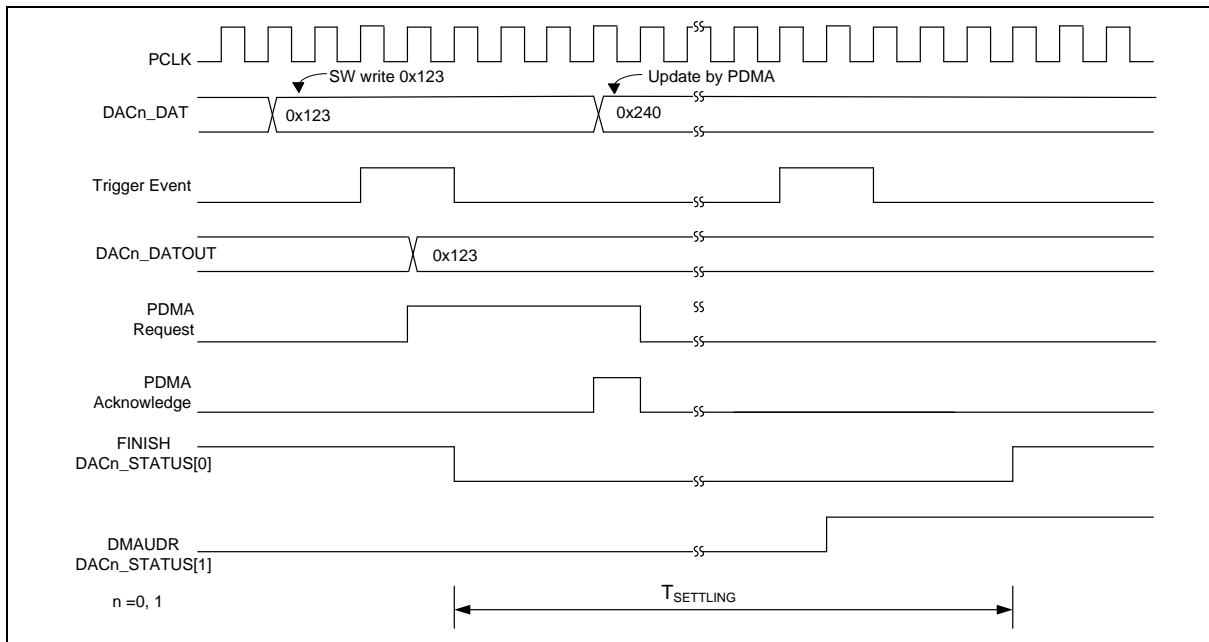 PCLK
SW write 0x123
Update by PDMA
DACn_DAT
0x123
0x240
Trigger Event
DACn_DATOUT
0x123
PDMA
Request
PDMA
Acknowledge
FINISH
DACn_STATUS[0]
DMAUDR
DACn_STATUS[1]
n =0, 1
TSETTLING